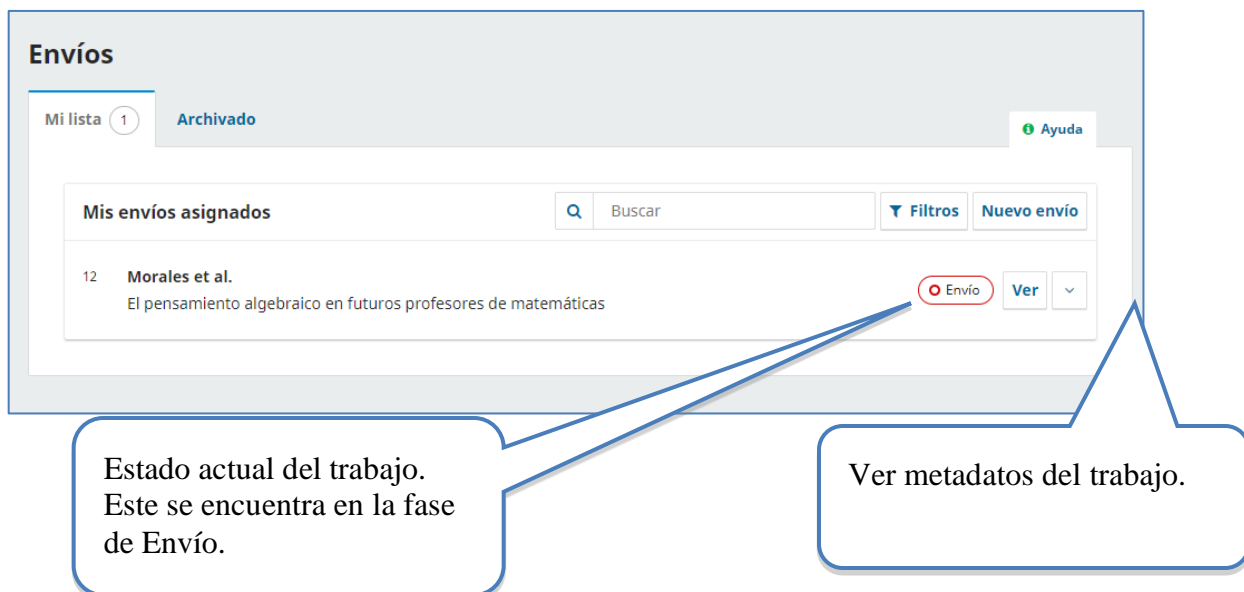 Envíos
Mi lista 1 Archivado
Ayuda
Mis envíos asignados Buscar Filtros Nuevo envío
12 Morales et al. Envío Ver
El pensamiento algebraico en futuros profesores de matemáticas
Estado actual del trabajo.
Este se encuentra en la fase
de Envío.
Ver metadatos del trabajo.